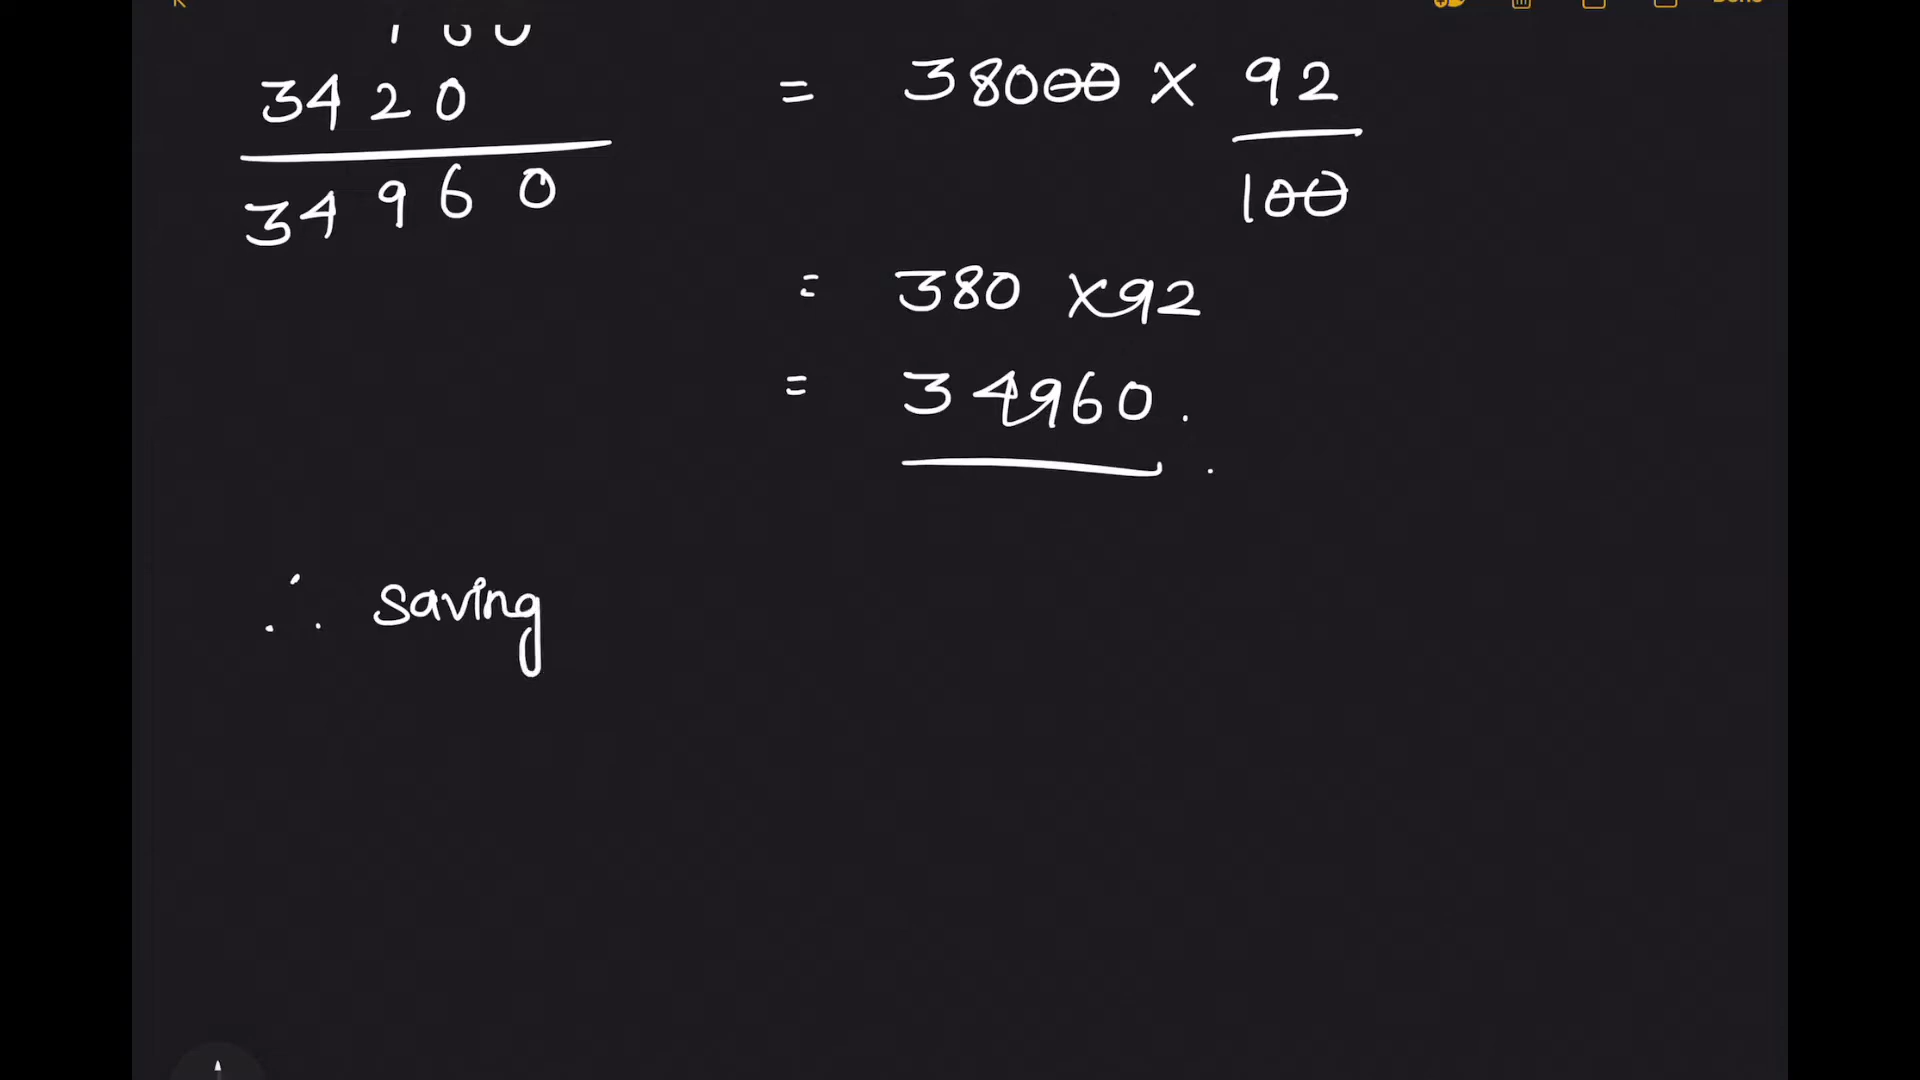 3420
34960
= 38000 × 92
100
= 380 × 92
= 34960.
∴ saving